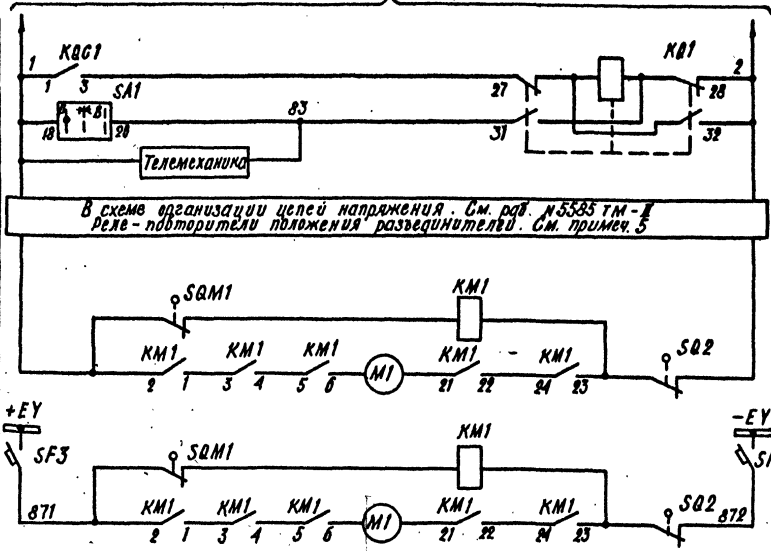 1 KQC1 KQ1 2
1 3 SA1 27 28
18 B 20 83 31 32
Телемеханика
В схеме организации цепей напряжения. См. раб. №5585 тм-II
Реле-повторители положения разъединителей. См. примеч. 5
SQM1 KM1
KM1 KM1 KM1 KM1 KM1 SQ2
2 1 3 4 5 6 M1 21 22 24 23
+EY -EY
SF3 SQM1 KM1
871 KM1 KM1 KM1 KM1 KM1 SQ2 872
2 1 3 4 5 6 M1 21 22 24 23